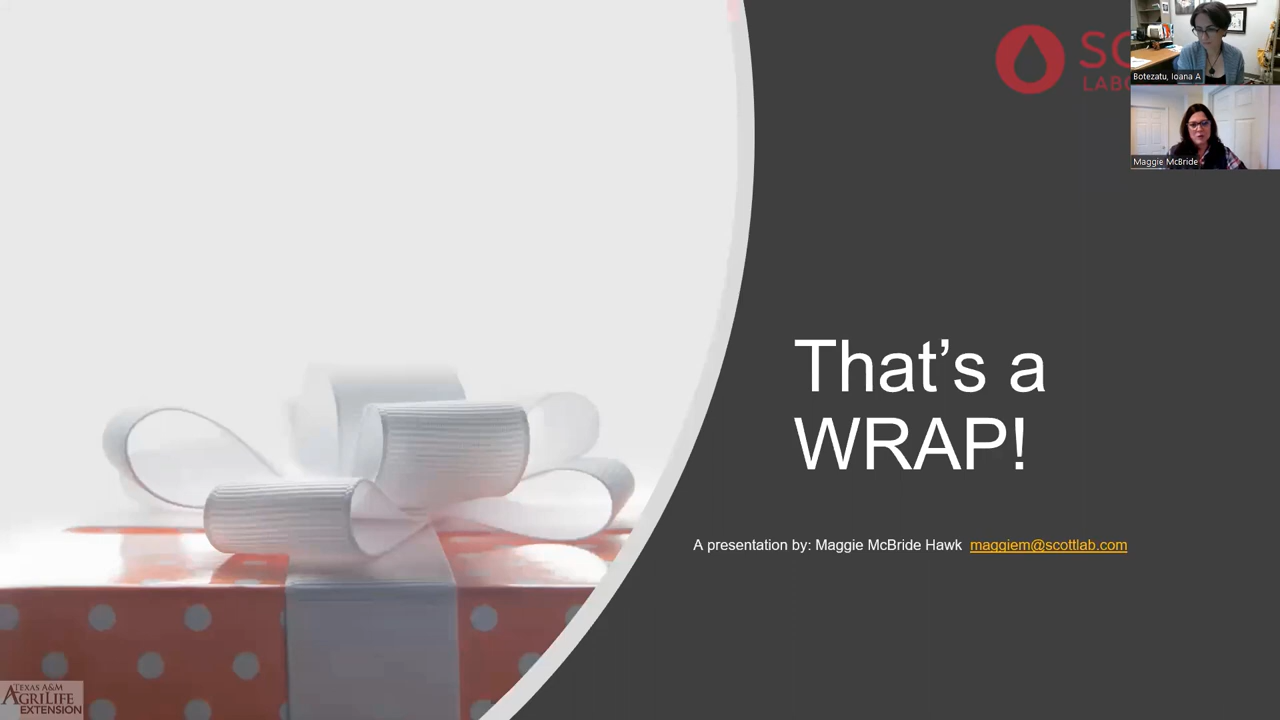 Botezatu, Ioana A
Maggie McBride
That's a
WRAP!
A presentation by: Maggie McBride Hawk maggiem@scottlab.com
TEXAS A&M
AGRILIFE
EXTENSION